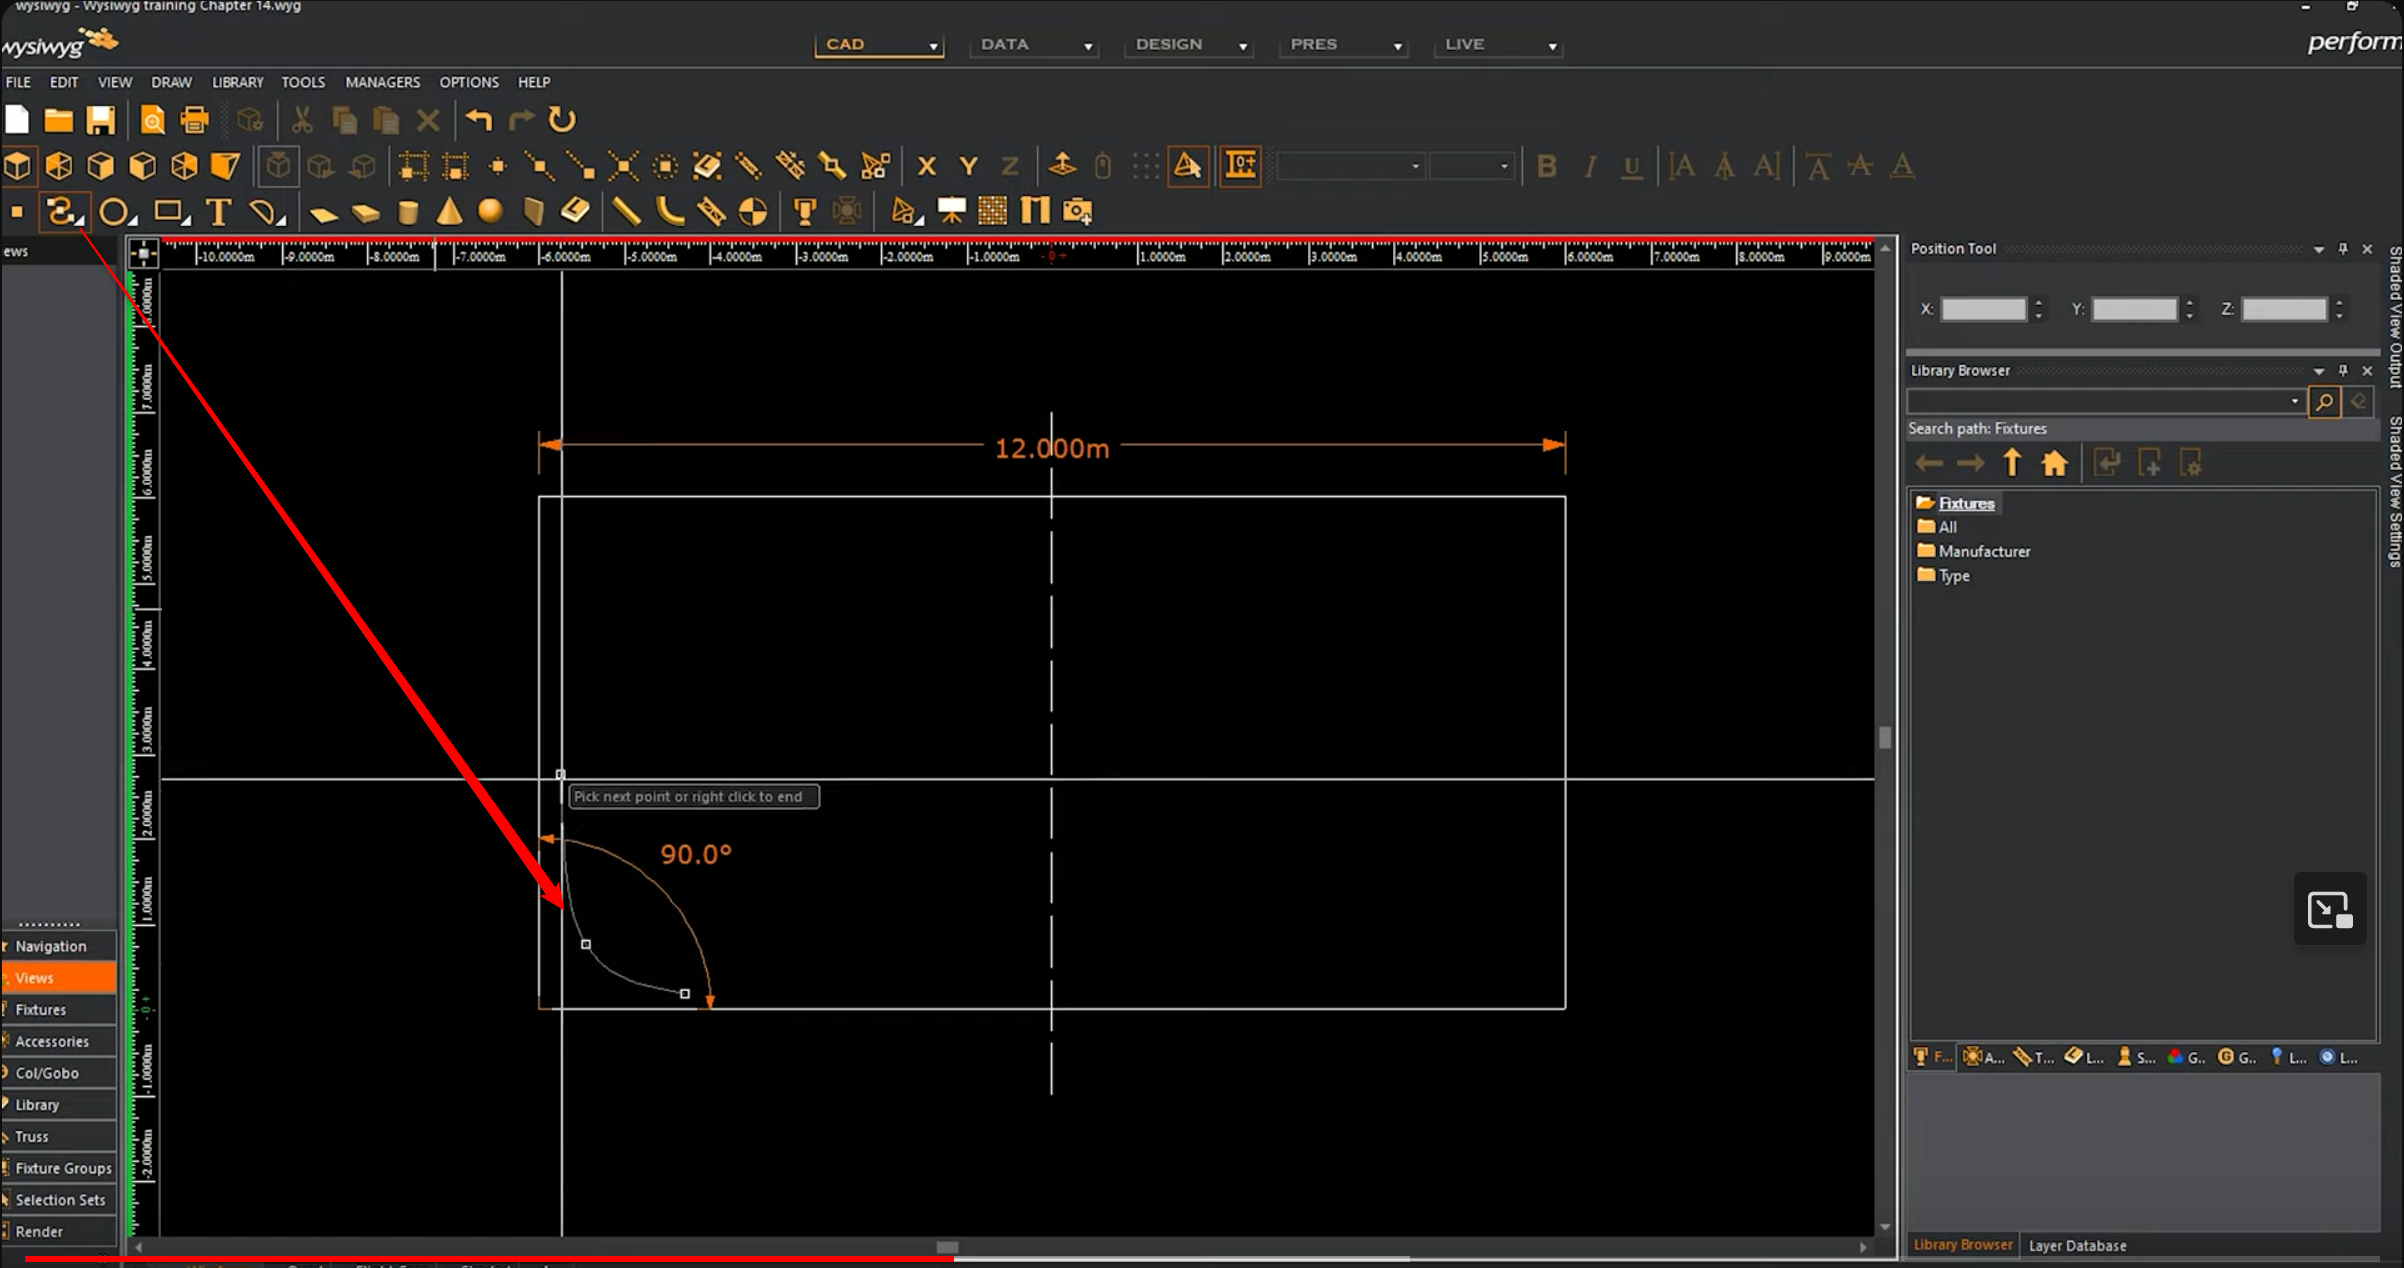 wysiwyg - Wysiwyg training Chapter 14.wyg
wysiwyg
CAD DATA DESIGN PRES LIVE
perform
FILE EDIT VIEW DRAW LIBRARY TOOLS MANAGERS OPTIONS HELP
X Y Z
B I U A A A A A A
T
ews
-10.0000m -9.0000m -8.0000m -7.0000m -6.0000m -5.0000m -4.0000m -3.0000m -2.0000m -1.0000m -0+ 1.0000m 2.0000m 3.0000m 4.0000m 5.0000m 6.0000m 7.0000m 8.0000m 9.0000m
8.0000m
7.0000m
6.0000m
5.0000m
4.0000m
3.0000m
2.0000m
1.0000m
-0+
-1.0000m
-2.0000m
12.000m
Pick next point or right click to end
90.0°
Navigation
Views
Fixtures
Accessories
Col/Gobo
Library
Truss
Fixture Groups
Selection Sets
Render
Position Tool
X: Y: Z:
Library Browser
Search path: Fixtures
Fixtures
All
Manufacturer
Type
F... A... T... L... S... G.. G.. L... L...
Library Browser Layer Database
Shaded View Output
Shaded View Settings